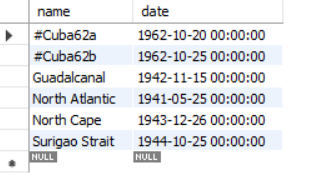 name date
#Cuba62a 1962-10-20 00:00:00
#Cuba62b 1962-10-25 00:00:00
Guadalcanal 1942-11-15 00:00:00
North Atlantic 1941-05-25 00:00:00
North Cape 1943-12-26 00:00:00
Surigao Strait 1944-10-25 00:00:00
NULL NULL